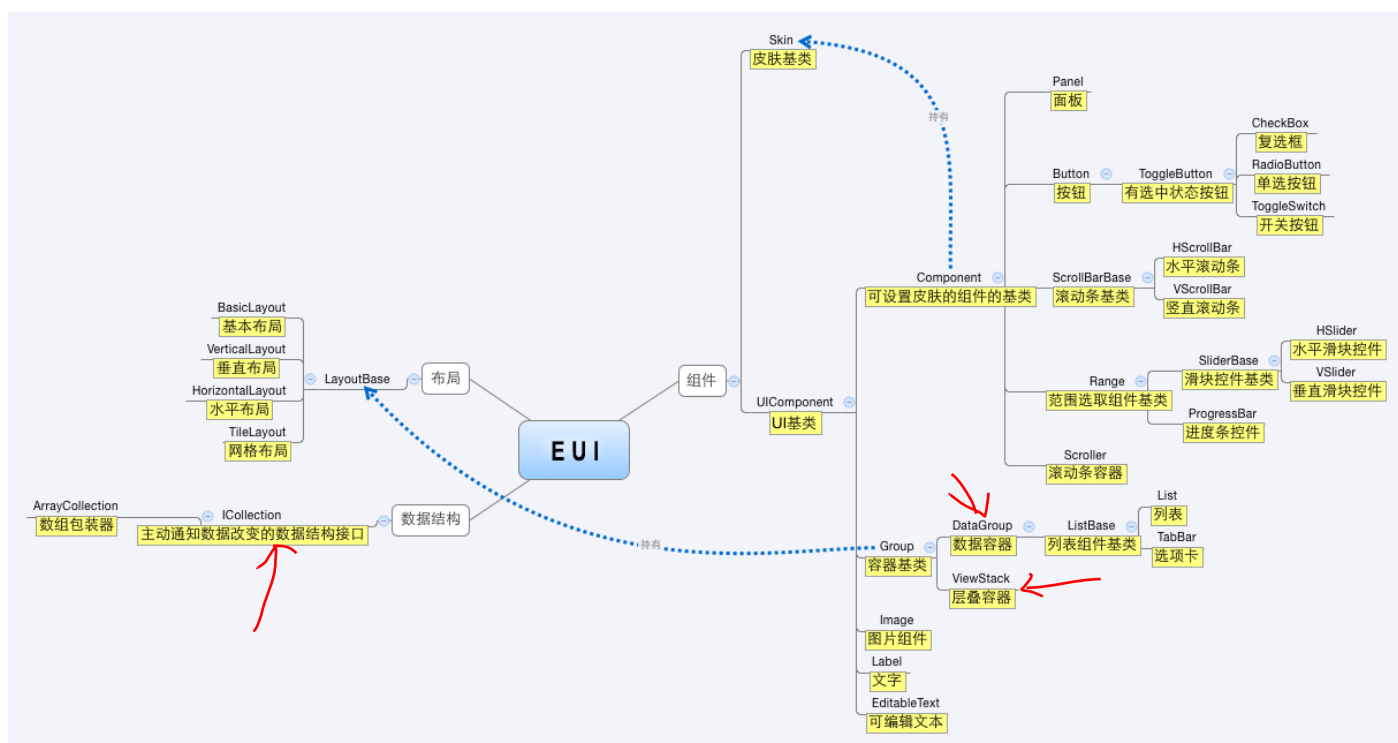 Skin
皮肤基类
持有
Panel
面板
CheckBox
复选框
Button
按钮
ToggleButton
有选中状态按钮
RadioButton
单选按钮
ToggleSwitch
开关按钮
Component
可设置皮肤的组件的基类
ScrollBarBase
滚动条基类
HScrollBar
水平滚动条
VScrollBar
竖直滚动条
BasicLayout
基本布局
VerticalLayout
垂直布局
HorizontalLayout
水平布局
TileLayout
网格布局
LayoutBase
布局
组件
UIComponent
UI基类
EUI
Range
范围选取组件基类
SliderBase
滑块控件基类
HSlider
水平滑块控件
VSlider
垂直滑块控件
ProgressBar
进度条控件
Scroller
滚动条容器
ArrayCollection
数组包装器
ICollection
主动通知数据改变的数据结构接口
数据结构
持有
Group
容器基类
DataGroup
数据容器
ListBase
列表组件基类
List
列表
TabBar
选项卡
ViewStack
层叠容器
Image
图片组件
Label
文字
EditableText
可编辑文本